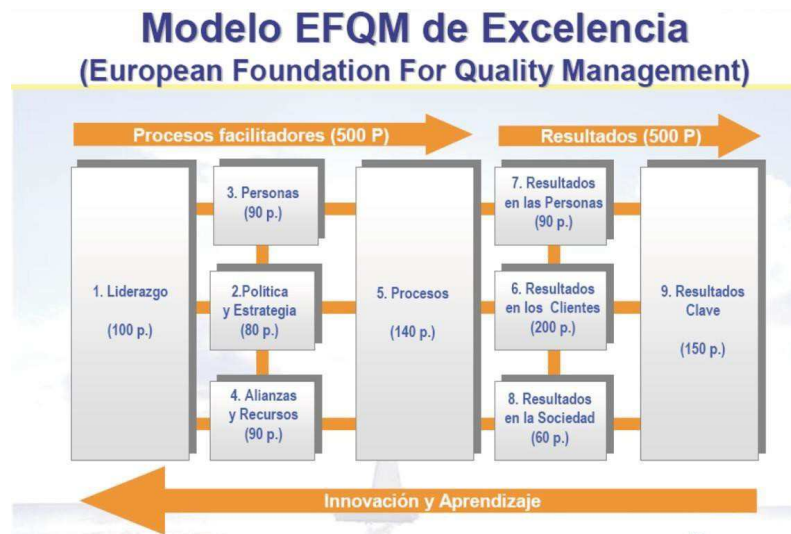 Modelo EFQM de Excelencia
(European Foundation For Quality Management)
Procesos facilitadores (500 P)
Resultados (500 P)
1. Liderazgo
(100 p.)
3. Personas
(90 p.)
2.Política
y Estrategia
(80 p.)
4. Alianzas
y Recursos
(90 p.)
5. Procesos
(140 p.)
7. Resultados
en las Personas
(90 p.)
6. Resultados
en los Clientes
(200 p.)
8. Resultados
en la Sociedad
(60 p.)
9. Resultados
Clave
(150 p.)
Innovación y Aprendizaje